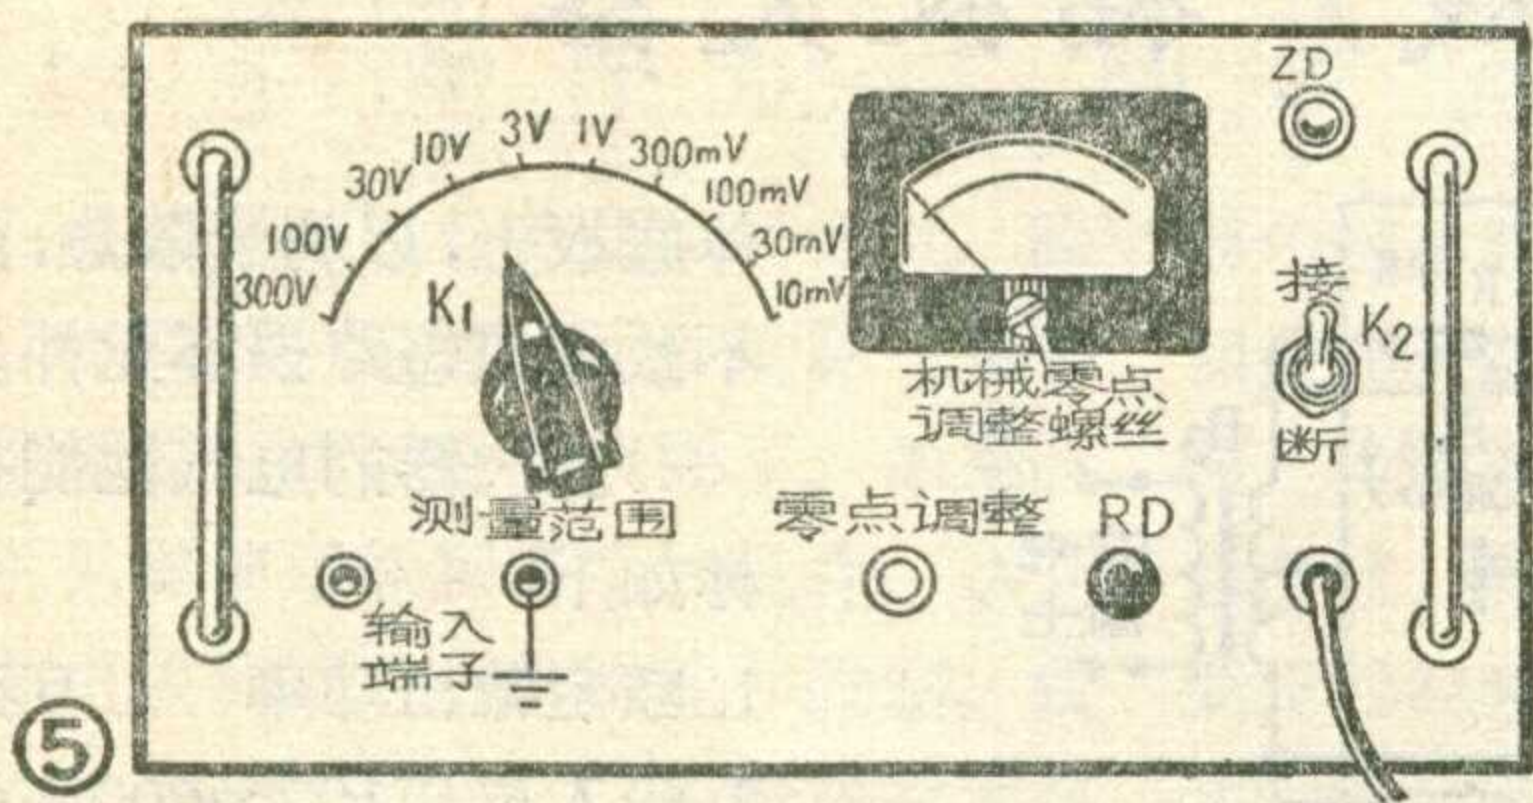 ZD
300V
100V
30V
10V
3V
1V
300mV
100mV
30mV
10mV
K1
接
K2
断
机械零点
调整螺丝
测量范围
零点调整
RD
输入
端子
⑤